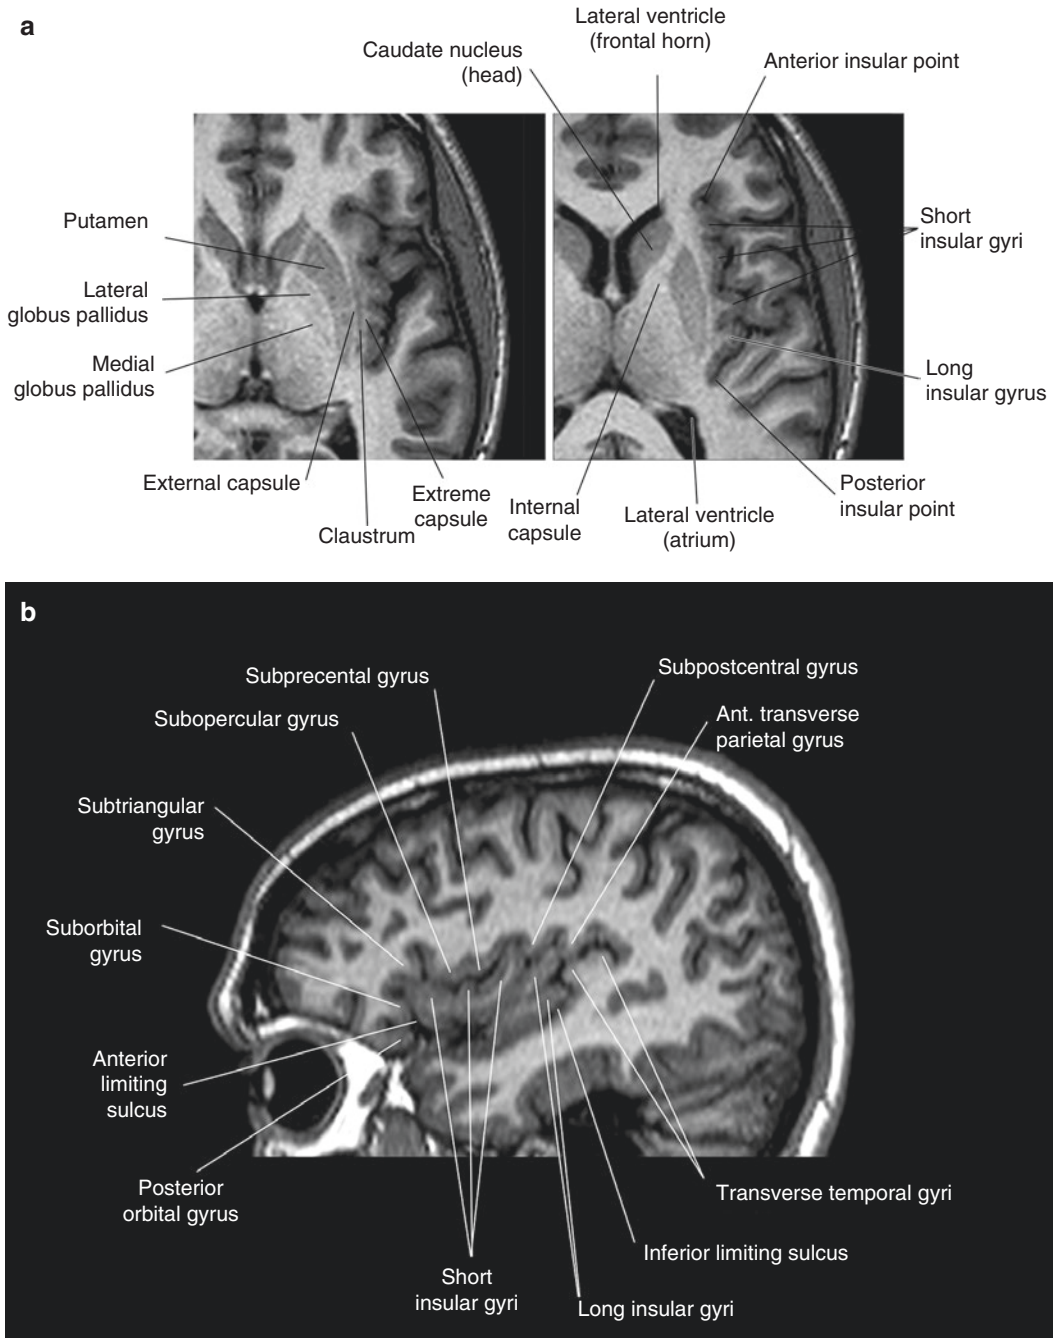 a
Lateral ventricle
(frontal horn)
Caudate nucleus
(head)
Anterior insular point
Putamen
Short
insular gyri
Lateral
globus pallidus
Medial
globus pallidus
Long
insular gyrus
External capsule
Extreme
capsule
Claustrum
Internal
capsule
Lateral ventricle
(atrium)
Posterior
insular point
b
Subprecental gyrus
Subpostcentral gyrus
Subopercular gyrus
Ant. transverse
parietal gyrus
Subtriangular
gyrus
Suborbital
gyrus
Anterior
limiting
sulcus
Posterior
orbital gyrus
Transverse temporal gyri
Inferior limiting sulcus
Short
insular gyri
Long insular gyri